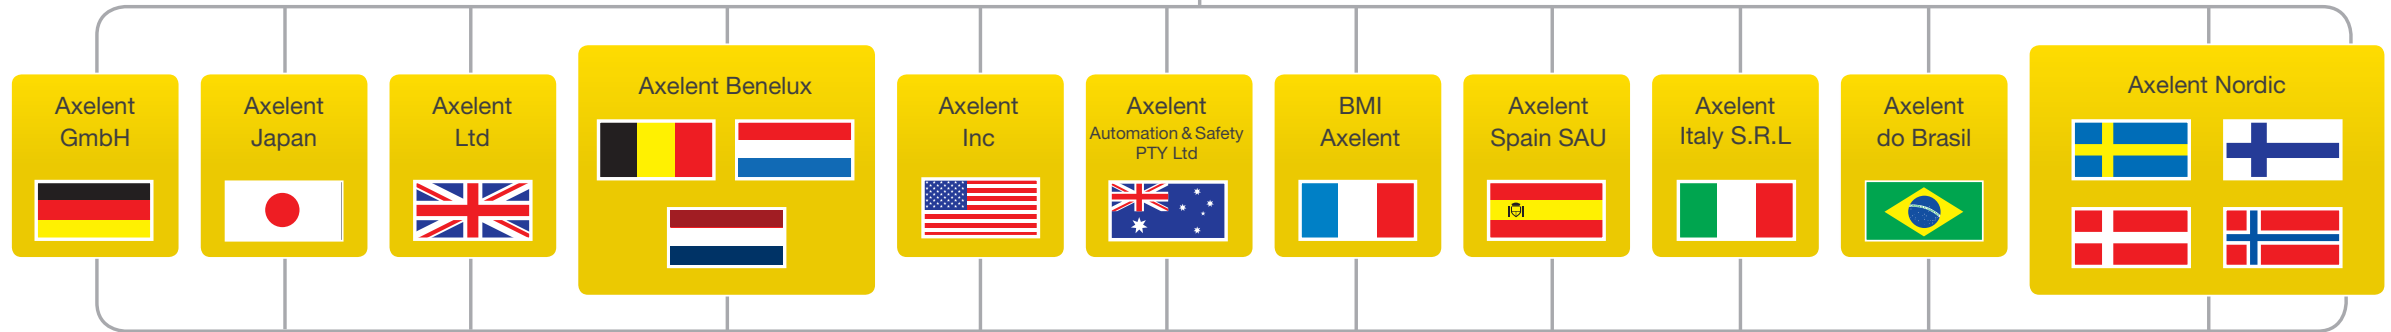 Axelent
GmbH
Axelent
Japan
Axelent
Ltd
Axelent Benelux
Axelent
Inc
Axelent
Automation & Safety
PTY Ltd
BMI
Axelent
Axelent
Spain SAU
Axelent
Italy S.R.L
Axelent
do Brasil
Axelent Nordic